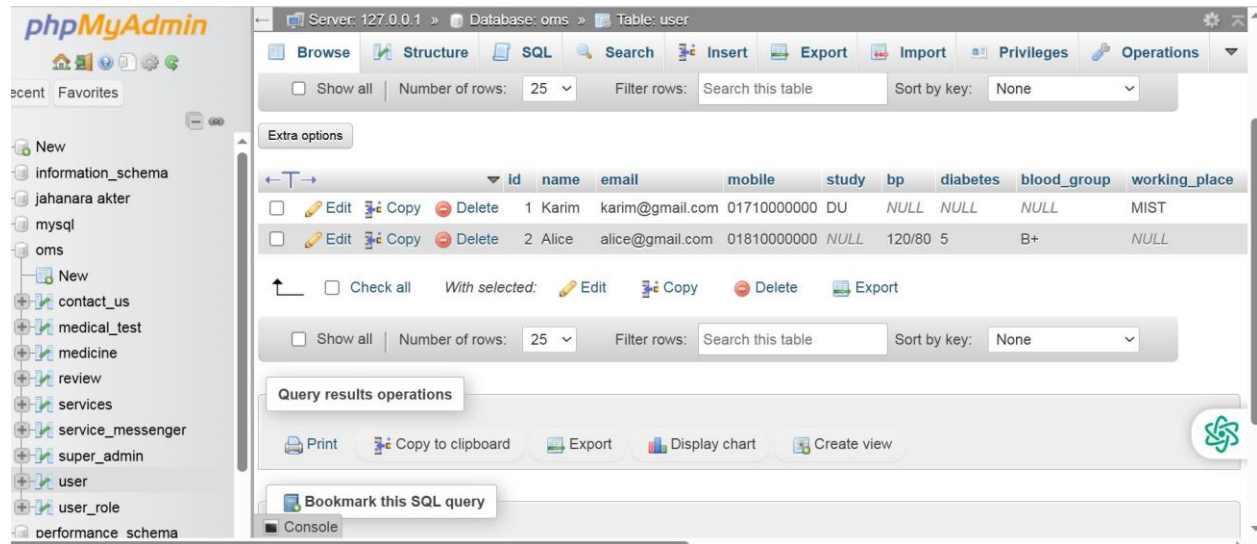 phpMyAdmin
Server: 127.0.0.1 » Database: oms » Table: user
Browse Structure SQL Search Insert Export Import Privileges Operations
ecent Favorites
Show all Number of rows: 25 Filter rows: Search this table Sort by key: None
Extra options
New
information_schema
jahanara akter
mysql
oms
New
contact_us
medical_test
medicine
review
services
service_messenger
super_admin
user
user_role
performance_schema
id name email mobile study bp diabetes blood_group working_place
Edit Copy Delete 1 Karim karim@gmail.com 01710000000 DU NULL NULL NULL MIST
Edit Copy Delete 2 Alice alice@gmail.com 01810000000 NULL 120/80 5 B+ NULL
Check all With selected: Edit Copy Delete Export
Show all Number of rows: 25 Filter rows: Search this table Sort by key: None
Query results operations
Print Copy to clipboard Export Display chart Create view
Bookmark this SQL query
Console